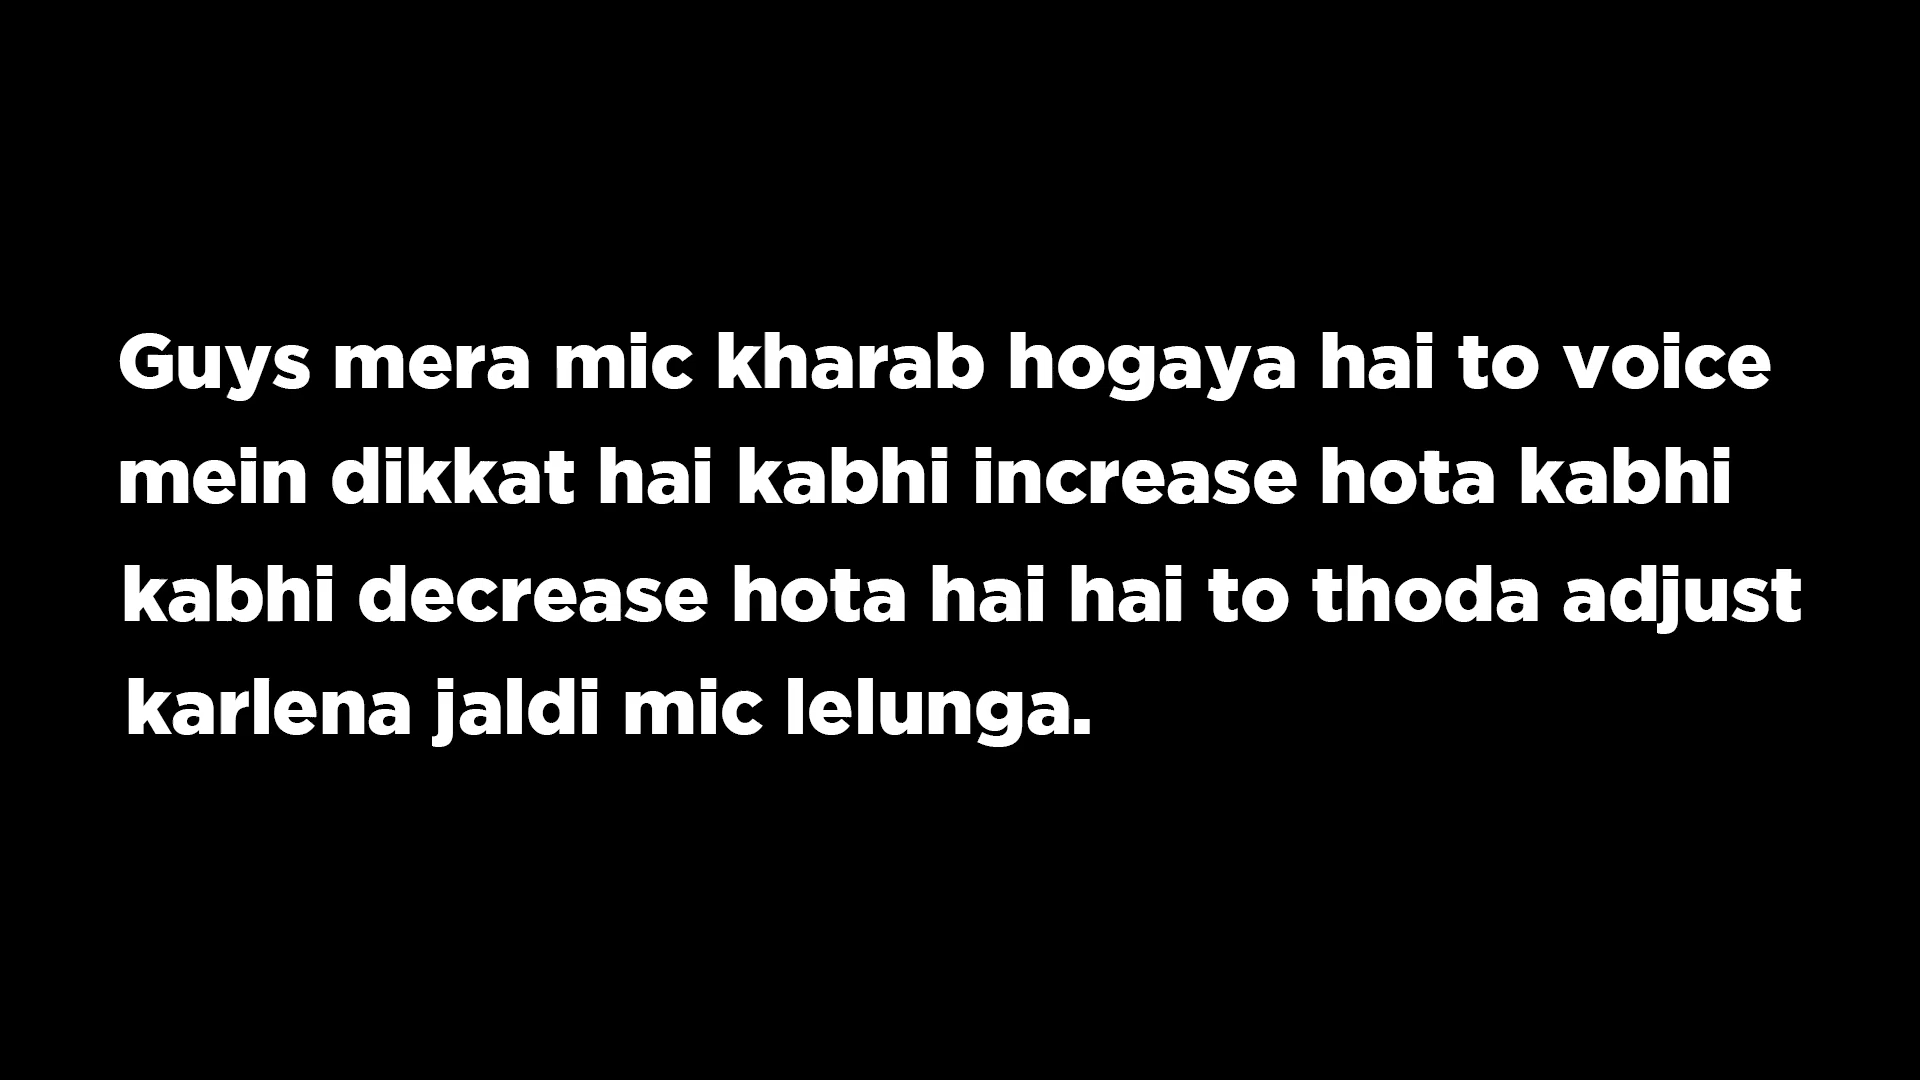 Guys mera mic kharab hogaya hai to voice
mein dikkat hai kabhi increase hota kabhi
kabhi decrease hota hai hai to thoda adjust
karlena jaldi mic lelunga.